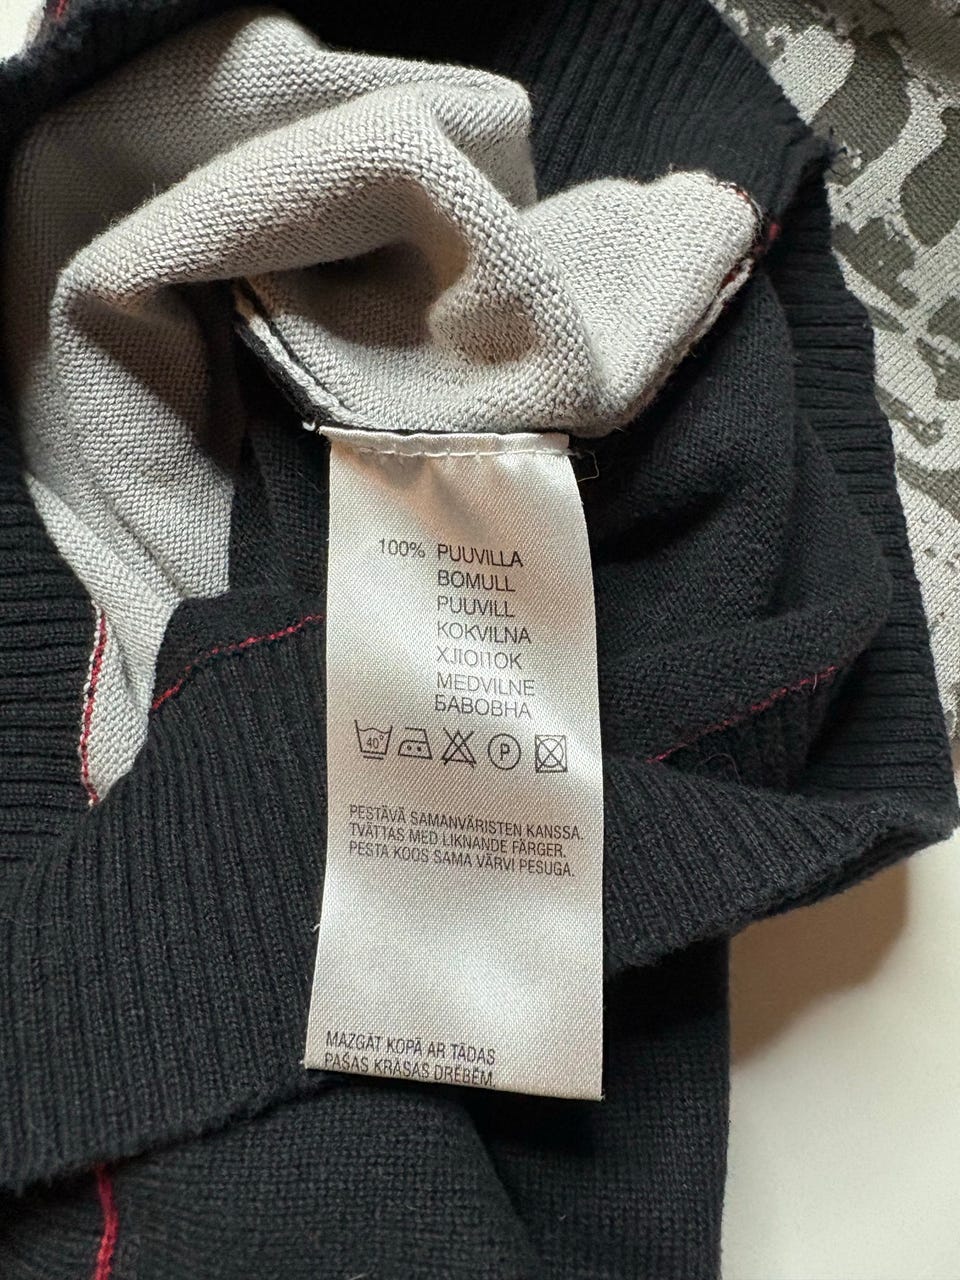 100% PUUVILLA
BOMULL
PUUVILL
KOKVILNA
ХЛОПОК
MEDVILNE
БАВОВНА
40°
P
PESTÄVÄ SAMANVÄRISTEN KANSSA.
TVÄTTAS MED LIKNANDE FÄRGER.
PESTA KOOS SAMA VÄRVI PESUGA.
MAZGĀT KOPĀ AR TĀDAS
PAŠAS KRĀSAS DRĒBĒM.